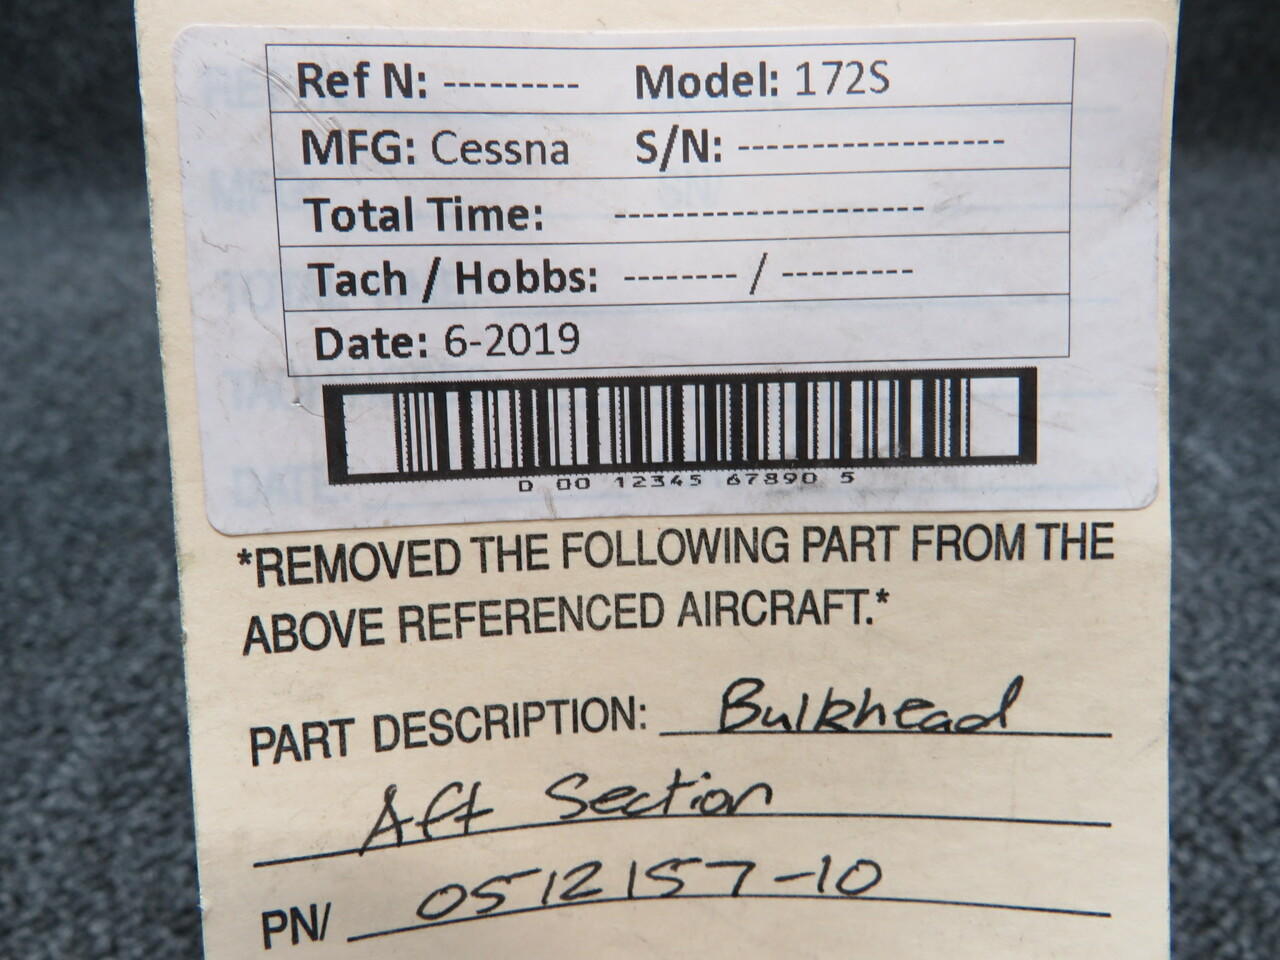 Ref N: --------- Model: 172S
MFG: Cessna S/N: ------------------
Total Time: ---------------------
Tach / Hobbs: -------- / ---------
Date: 6-2019
D 00 12345 67890 5
*REMOVED THE FOLLOWING PART FROM THE
ABOVE REFERENCED AIRCRAFT.*
PART DESCRIPTION: Bulkhead
Aft Section
PN/ 0512157-10